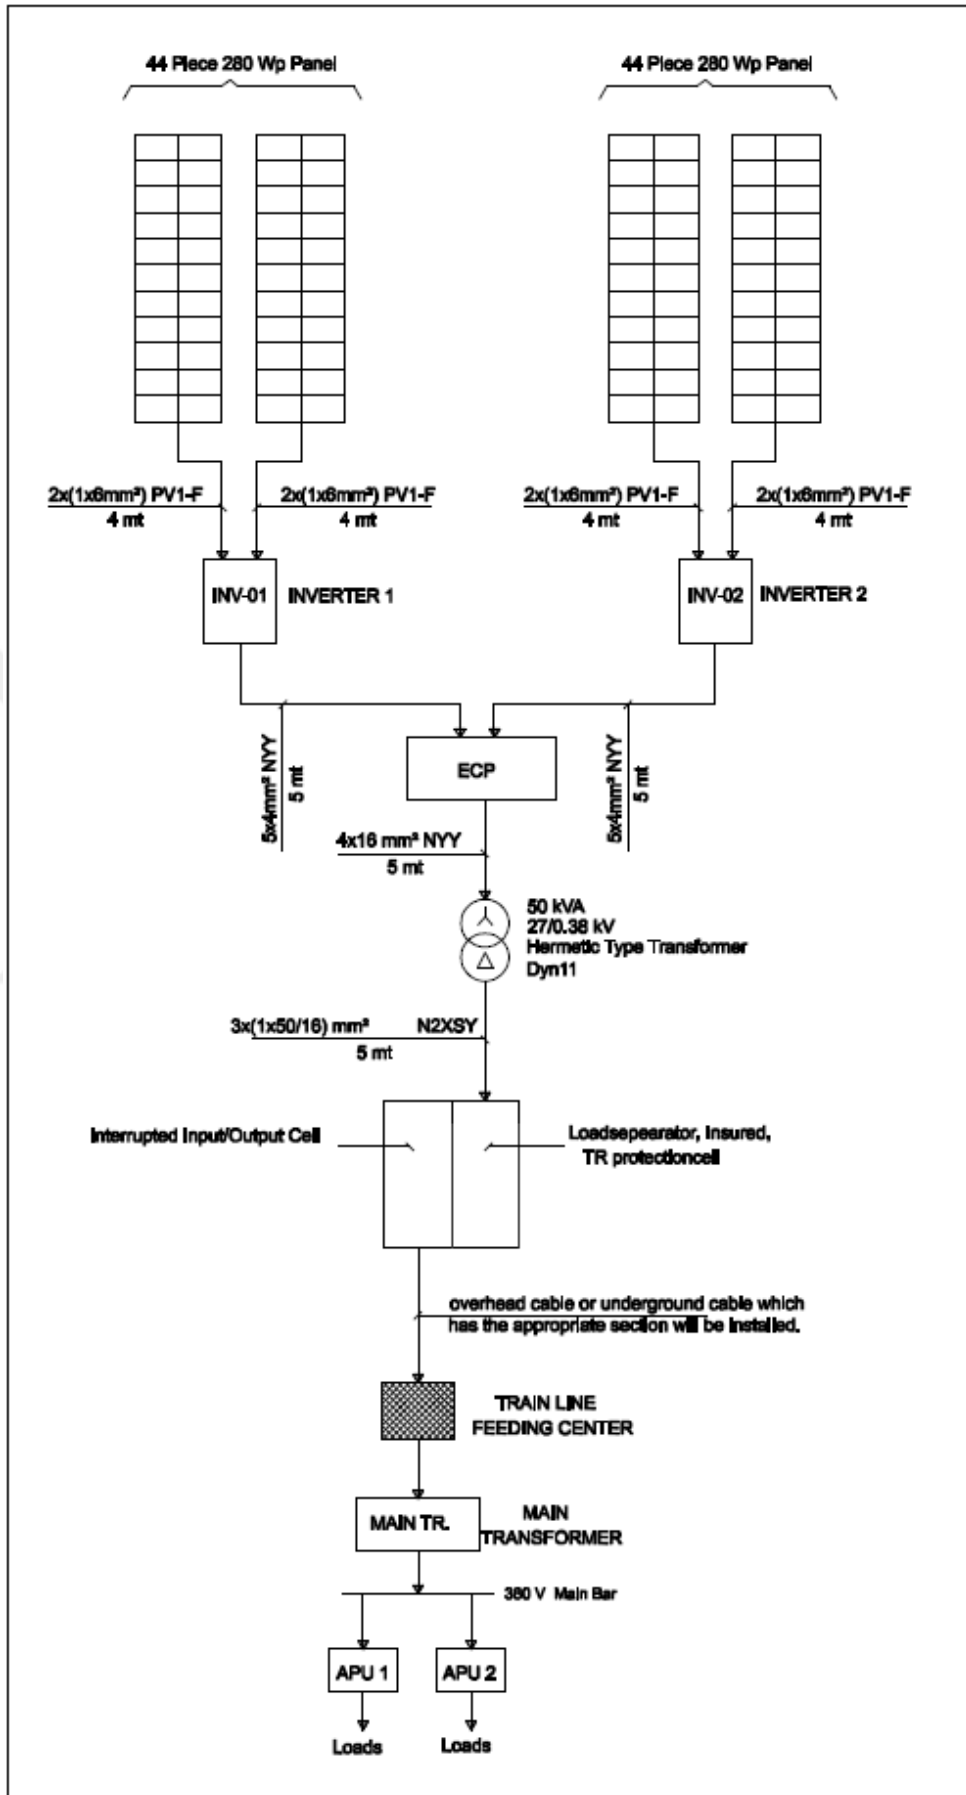 44 Piece 280 Wp Panel
44 Piece 280 Wp Panel
2x(1x6mm²) PV1-F
4 mt
2x(1x6mm²) PV1-F
4 mt
2x(1x6mm²) PV1-F
4 mt
2x(1x6mm²) PV1-F
4 mt
INV-01
INVERTER 1
INV-02
INVERTER 2
5x4mm² NYY
5 mt
ECP
5x4mm² NYY
5 mt
4x16 mm² NYY
5 mt
50 kVA
27/0.38 kV
Hermetic Type Transformer
Dyn11
3x(1x50/16) mm² N2XSY
5 mt
Interrupted Input/Output Cell
Loadsepearator, Insured,
TR protectioncell
overhead cable or underground cable which
has the appropriate section will be installed.
TRAIN LINE
FEEDING CENTER
MAIN TR.
MAIN
TRANSFORMER
380 V Main Bar
APU 1
APU 2
Loads
Loads